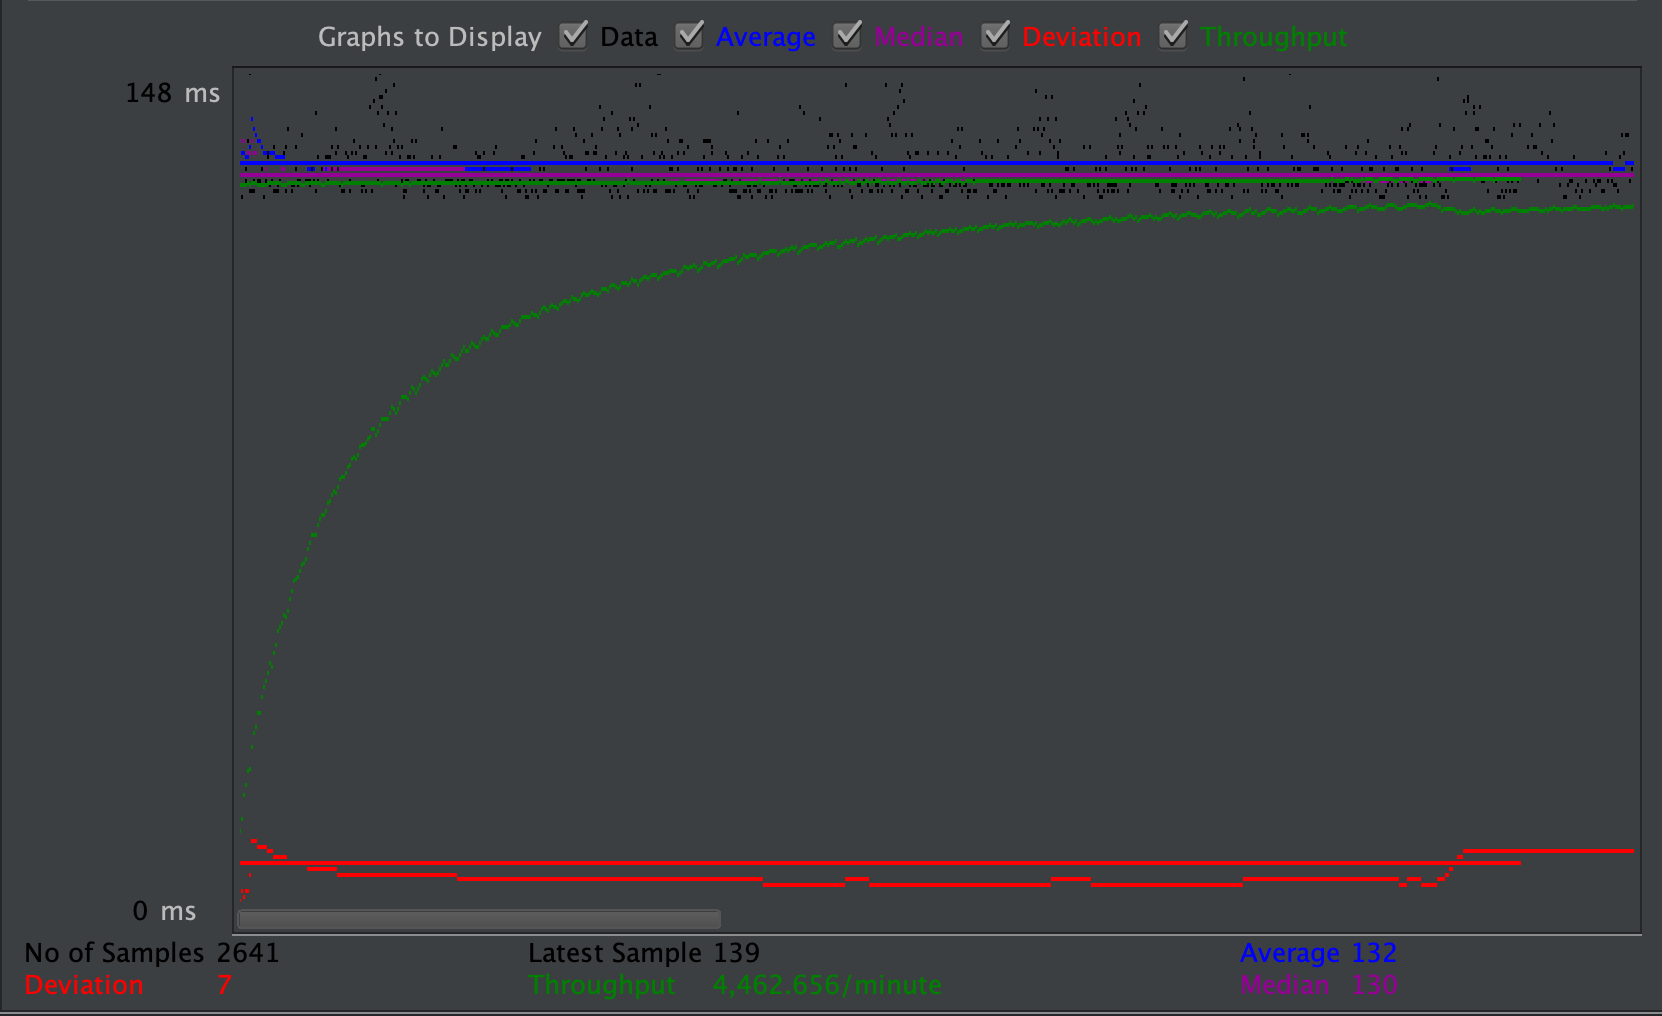 Graphs to Display Data Average Median Deviation Throughput
148 ms
0 ms
No of Samples 2641 Latest Sample 139 Average 132
Deviation 7 Throughput 4,462.656/minute Median 130